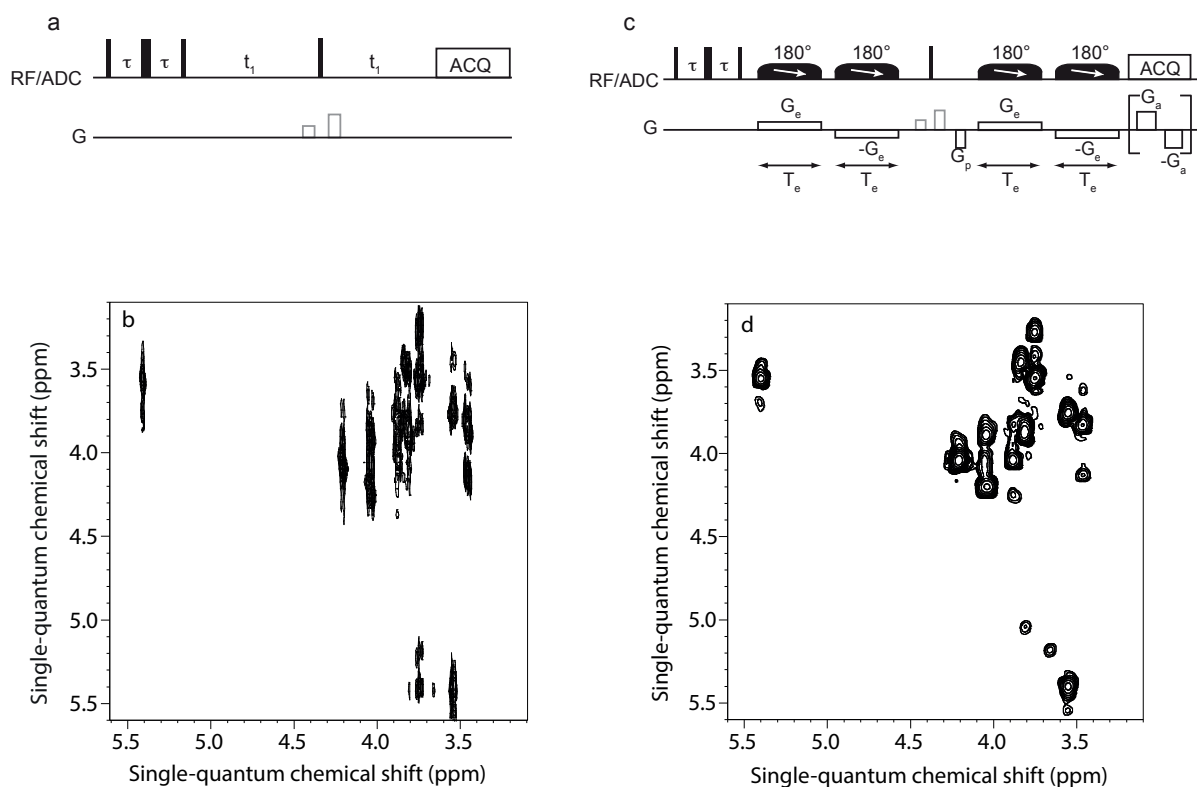 a
τ τ t₁ t₁ ACQ
RF/ADC
G
c
180° 180° 180° 180°
τ τ ACQ
RF/ADC
Gₑ Gₑ Gₐ
G
-Gₑ Gₚ -Gₑ -Gₐ
Tₑ Tₑ Tₑ Tₑ
b
3.5
4.0
4.5
5.0
5.5
Single-quantum chemical shift (ppm)
5.5 5.0 4.5 4.0 3.5
Single-quantum chemical shift (ppm)
d
3.5
4.0
4.5
5.0
5.5
Single-quantum chemical shift (ppm)
5.5 5.0 4.5 4.0 3.5
Single-quantum chemical shift (ppm)